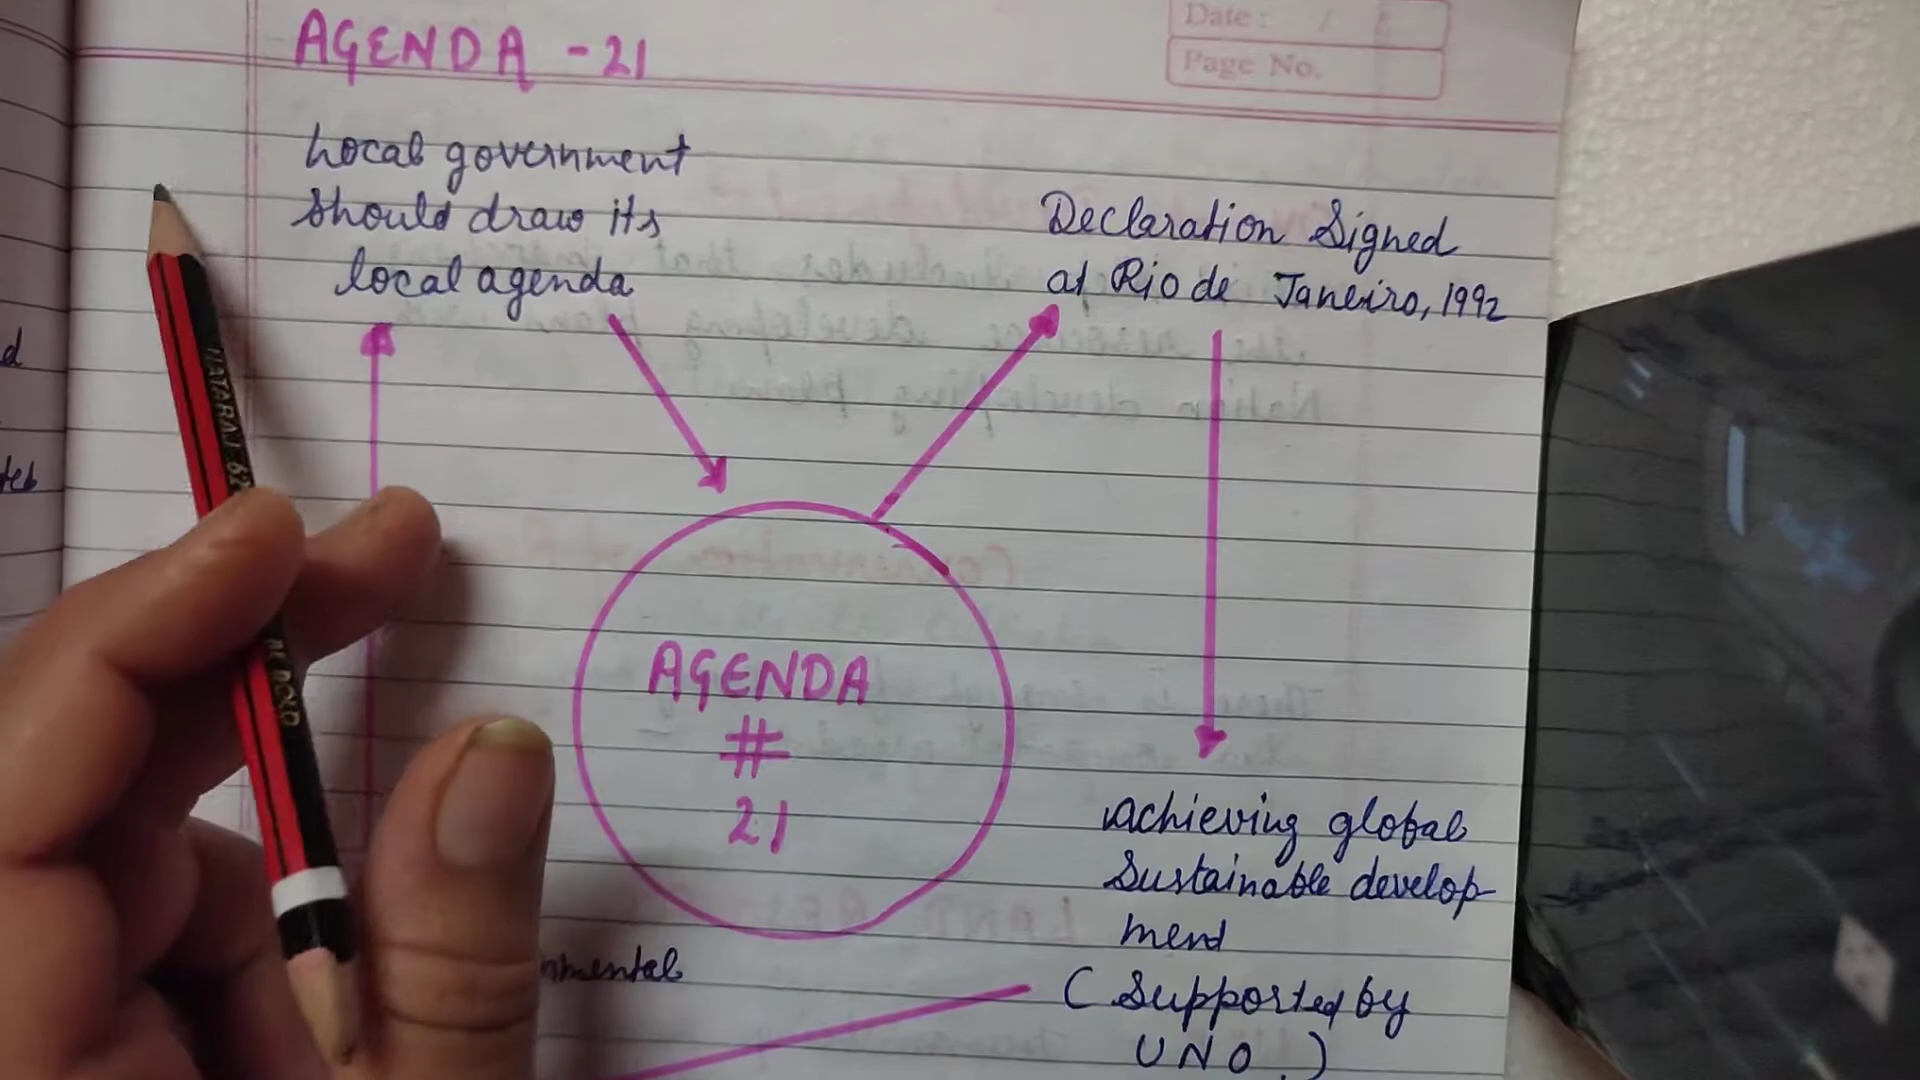 Date : / /
Page No.
AGENDA - 21
Local government
should draw its
local agenda
Declaration Signed
at Rio de Janeiro, 1992
AGENDA
#
21
achieving global
Sustainable develop
ment
( Supported by
UNO.)
NATARAJ 62